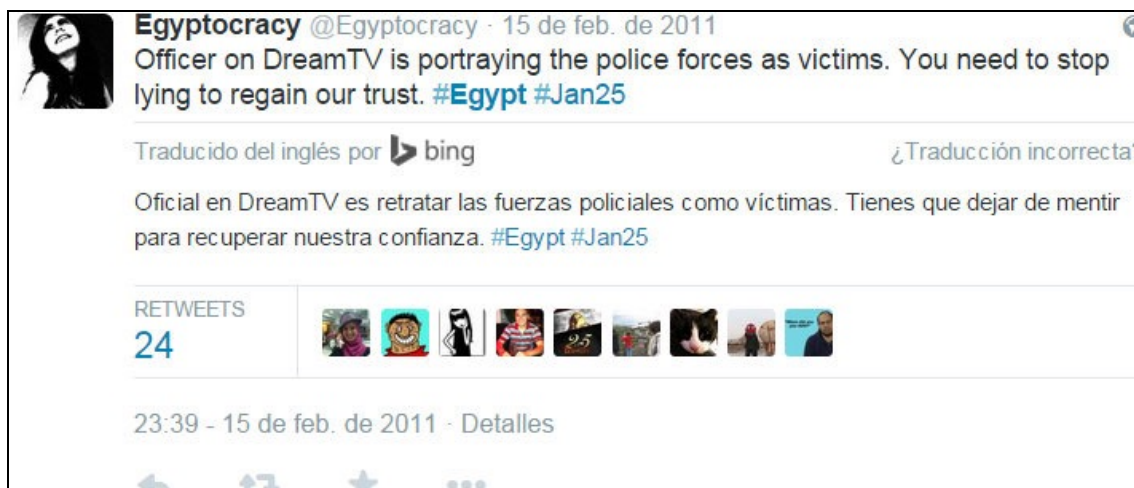 Egyptocracy @Egyptocracy · 15 de feb. de 2011
Officer on DreamTV is portraying the police forces as victims. You need to stop
lying to regain our trust. #Egypt #Jan25
Traducido del inglés por bing ¿Traducción incorrecta?
Oficial en DreamTV es retratar las fuerzas policiales como víctimas. Tienes que dejar de mentir
para recuperar nuestra confianza. #Egypt #Jan25
RETWEETS
24
25
23:39 - 15 de feb. de 2011 · Detalles